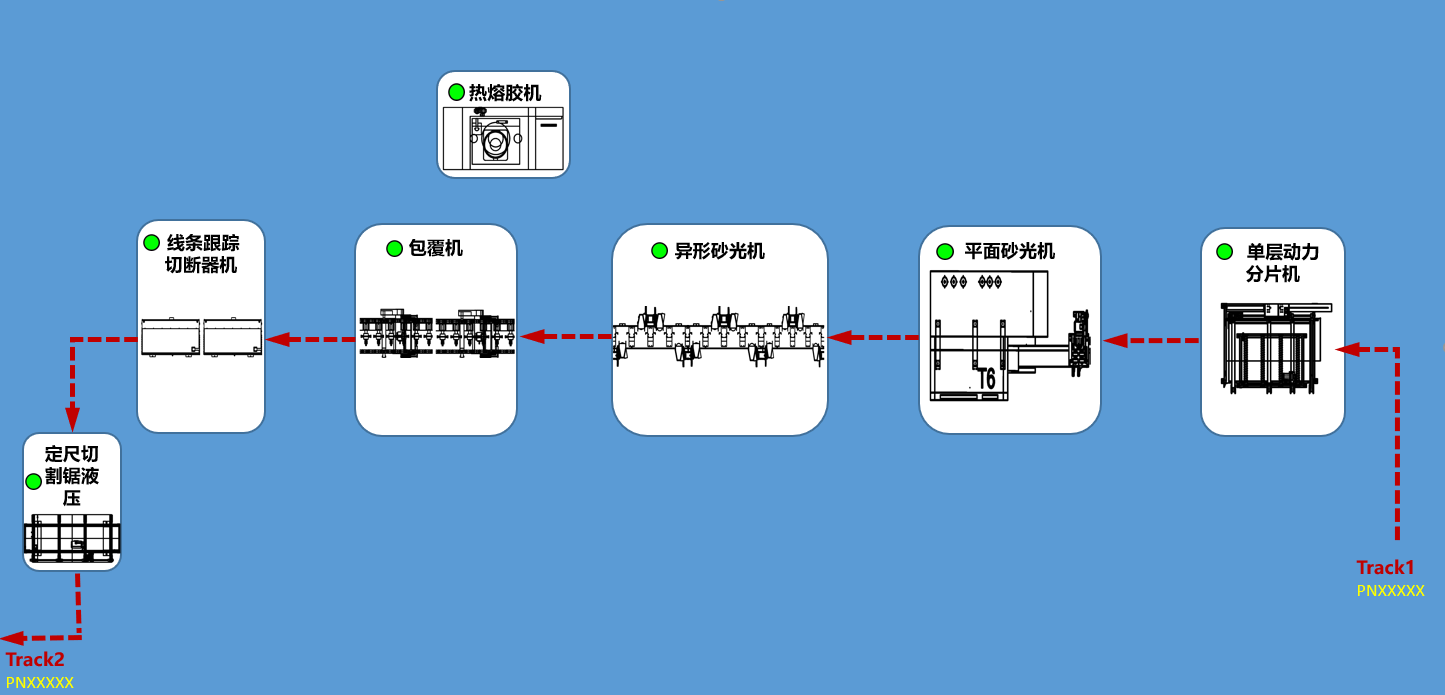 热熔胶机
线条跟踪
切断器机
包覆机
异形砂光机
平面砂光机
单层动力
分片机
T6
定尺切
割锯液
压
Track1
PNXXXXX
Track2
PNXXXXX